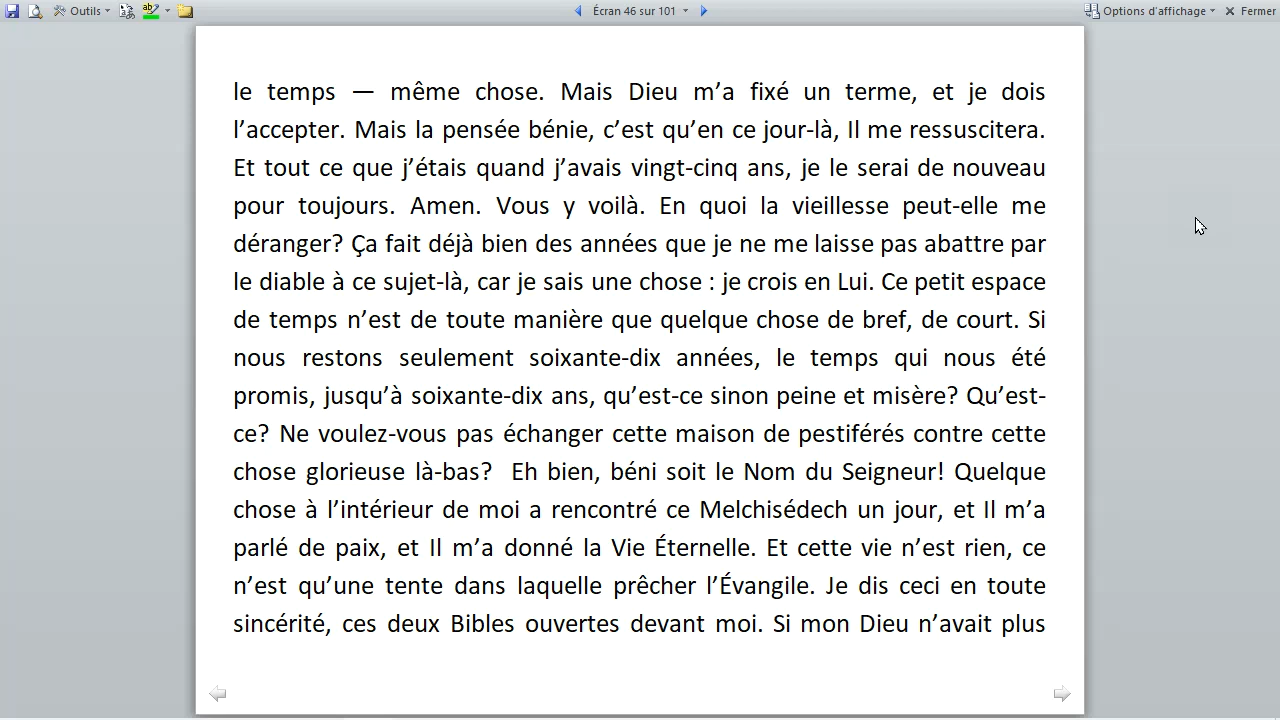 Outils
Écran 46 sur 101
Options d'affichage
Fermer
le temps — même chose. Mais Dieu m’a fixé un terme, et je dois
l’accepter. Mais la pensée bénie, c’est qu’en ce jour-là, Il me ressuscitera.
Et tout ce que j’étais quand j’avais vingt-cinq ans, je le serai de nouveau
pour toujours. Amen. Vous y voilà. En quoi la vieillesse peut-elle me
déranger? Ça fait déjà bien des années que je ne me laisse pas abattre par
le diable à ce sujet-là, car je sais une chose : je crois en Lui. Ce petit espace
de temps n’est de toute manière que quelque chose de bref, de court. Si
nous restons seulement soixante-dix années, le temps qui nous été
promis, jusqu’à soixante-dix ans, qu’est-ce sinon peine et misère? Qu’est-
ce? Ne voulez-vous pas échanger cette maison de pestiférés contre cette
chose glorieuse là-bas?  Eh bien, béni soit le Nom du Seigneur! Quelque
chose à l’intérieur de moi a rencontré ce Melchisédech un jour, et Il m’a
parlé de paix, et Il m’a donné la Vie Éternelle. Et cette vie n’est rien, ce
n’est qu’une tente dans laquelle prêcher l’Évangile. Je dis ceci en toute
sincérité, ces deux Bibles ouvertes devant moi. Si mon Dieu n’avait plus